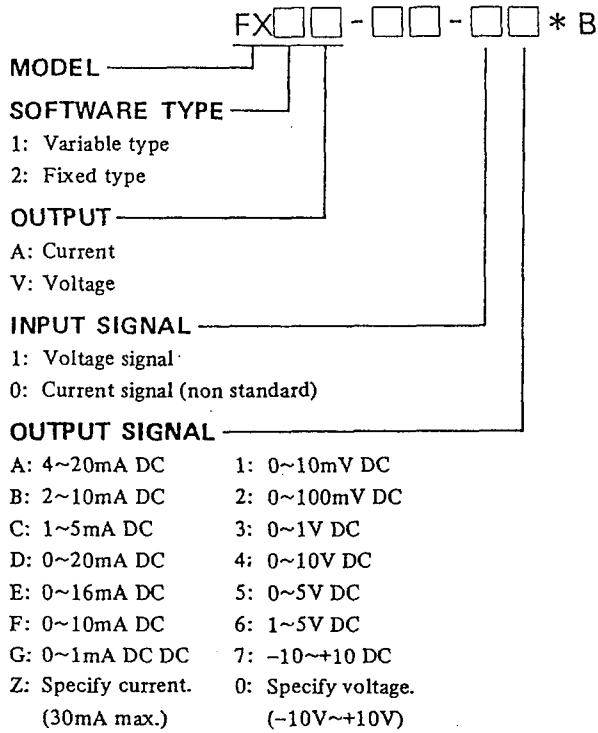 FX□□-□□-□□*B
MODEL
SOFTWARE TYPE
1: Variable type
2: Fixed type
OUTPUT
A: Current
V: Voltage
INPUT SIGNAL
1: Voltage signal
0: Current signal (non standard)
OUTPUT SIGNAL
A: 4~20mA DC 1: 0~10mV DC
B: 2~10mA DC 2: 0~100mV DC
C: 1~5mA DC 3: 0~1V DC
D: 0~20mA DC 4: 0~10V DC
E: 0~16mA DC 5: 0~5V DC
F: 0~10mA DC 6: 1~5V DC
G: 0~1mA DC DC 7: −10~+10 DC
Z: Specify current. 0: Specify voltage.
(30mA max.) (−10V~+10V)